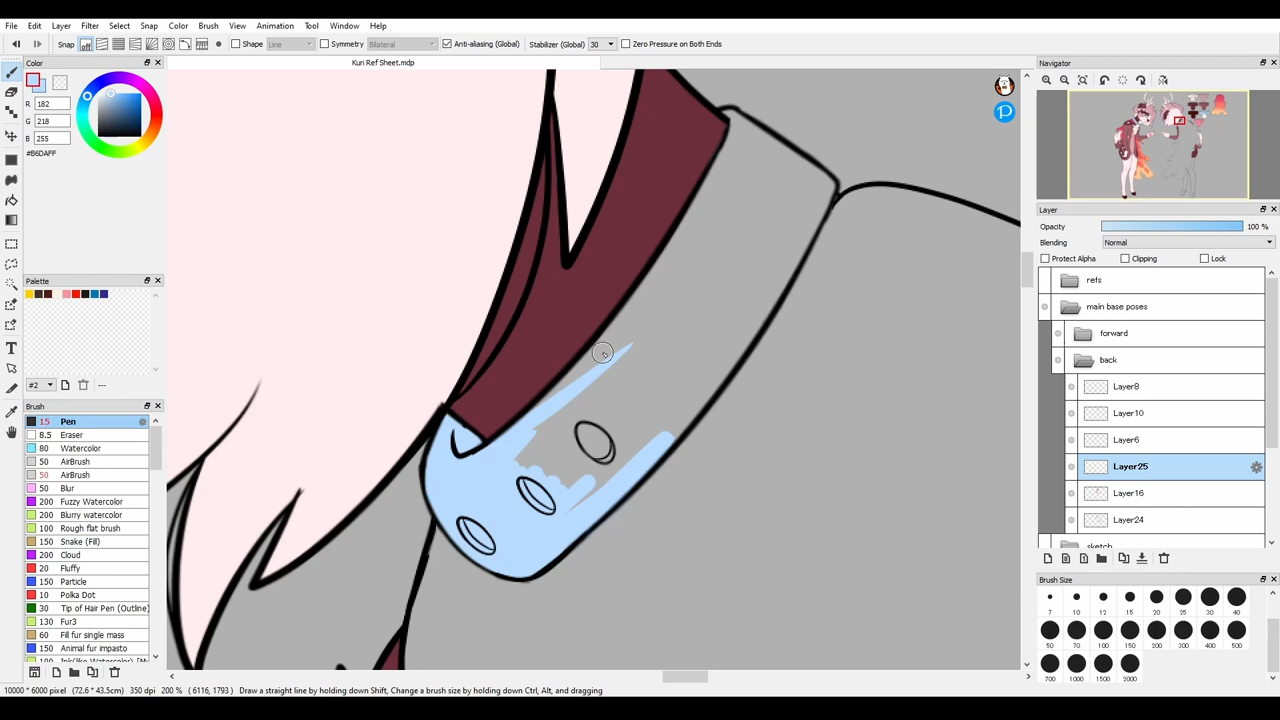 File Edit Layer Filter Select Snap Color Brush View Animation Tool Window Help
Snap off Shape Line Symmetry Bilateral Anti-aliasing (Global) Stabilizer (Global) 30 Zero Pressure on Both Ends
Color
Kuri Ref Sheet.mdp
Navigator
R 182
G 218
B 255
#B6DAFF
Layer
Opacity 100 %
Blending Normal
Protect Alpha Clipping Lock
refs
main base poses
forward
back
Layer8
Layer10
Layer6
Layer25
Layer16
Layer24
sketch
Palette
#2 ---
Brush
15 Pen
8.5 Eraser
80 Watercolor
50 AirBrush
50 AirBrush
50 Blur
200 Fuzzy Watercolor
200 Blurry watercolor
100 Rough flat brush
150 Snake (Fill)
200 Cloud
20 Fluffy
150 Particle
10 Polka Dot
30 Tip of Hair Pen (Outline)
130 Fur3
60 Fill fur single mass
150 Animal fur impasto
100 Ink(like Watercolor) [M
Brush Size
7 10 12 15 20 25 30 40
50 70 100 150 200 300 400 500
700 1000 1500 2000
10000 * 6000 pixel (72.6 * 43.5cm) 350 dpi 200 % ( 6116, 1793 ) Draw a straight line by holding down Shift, Change a brush size by holding down Ctrl, Alt, and dragging